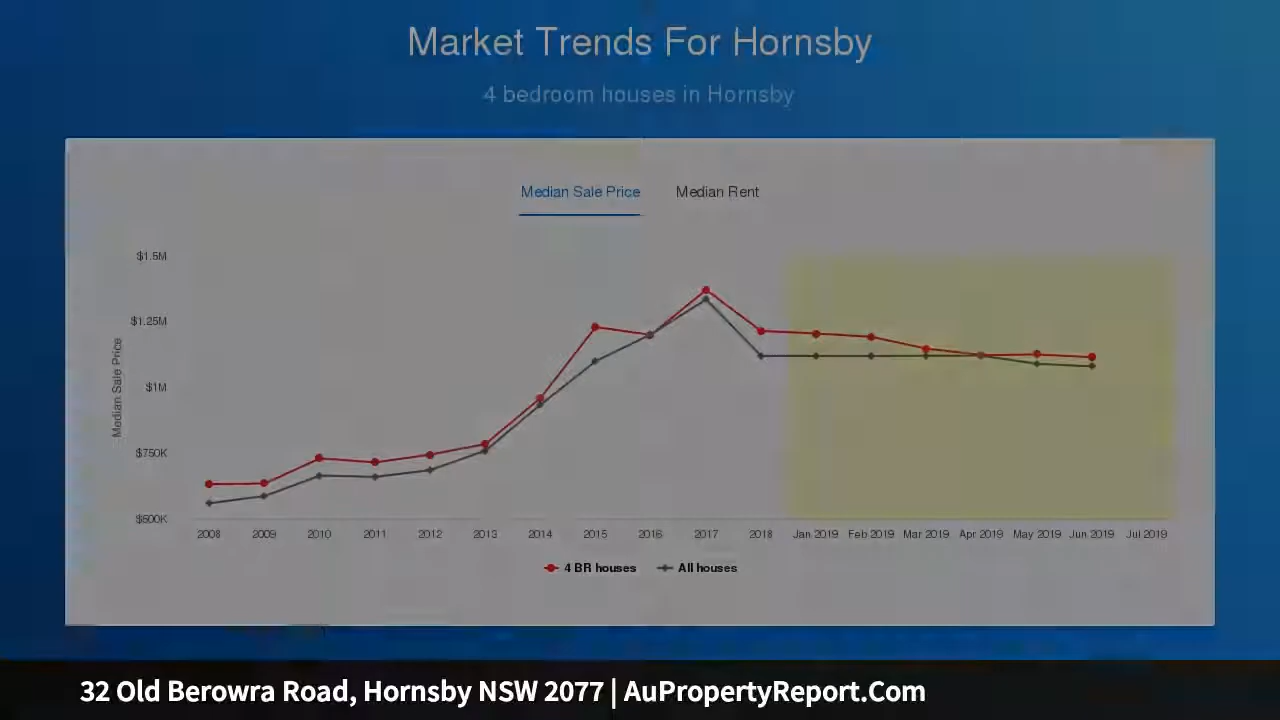 Market Trends For Hornsby
4 bedroom houses in Hornsby
Median Sale Price Median Rent
Median Sale Price
$1.5M
$1.25M
$1M
$750K
$500K
2008 2009 2010 2011 2012 2013 2014 2015 2016 2017 2018 Jan 2019 Feb 2019 Mar 2019 Apr 2019 May 2019 Jun 2019 Jul 2019
4 BR houses All houses
32 Old Berowra Road, Hornsby NSW 2077 | AuPropertyReport.Com